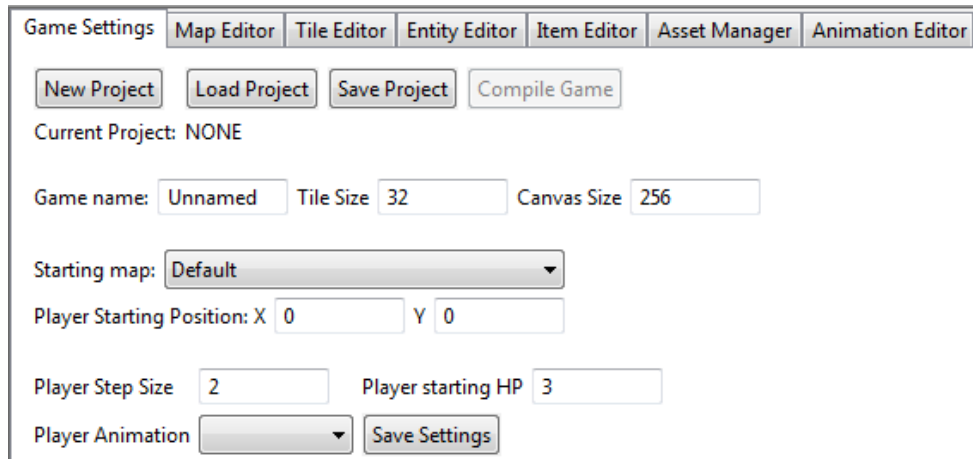 Game Settings Map Editor Tile Editor Entity Editor Item Editor Asset Manager Animation Editor
New Project Load Project Save Project Compile Game
Current Project: NONE
Game name: Unnamed Tile Size 32 Canvas Size 256
Starting map: Default
Player Starting Position: X 0 Y 0
Player Step Size 2 Player starting HP 3
Player Animation Save Settings